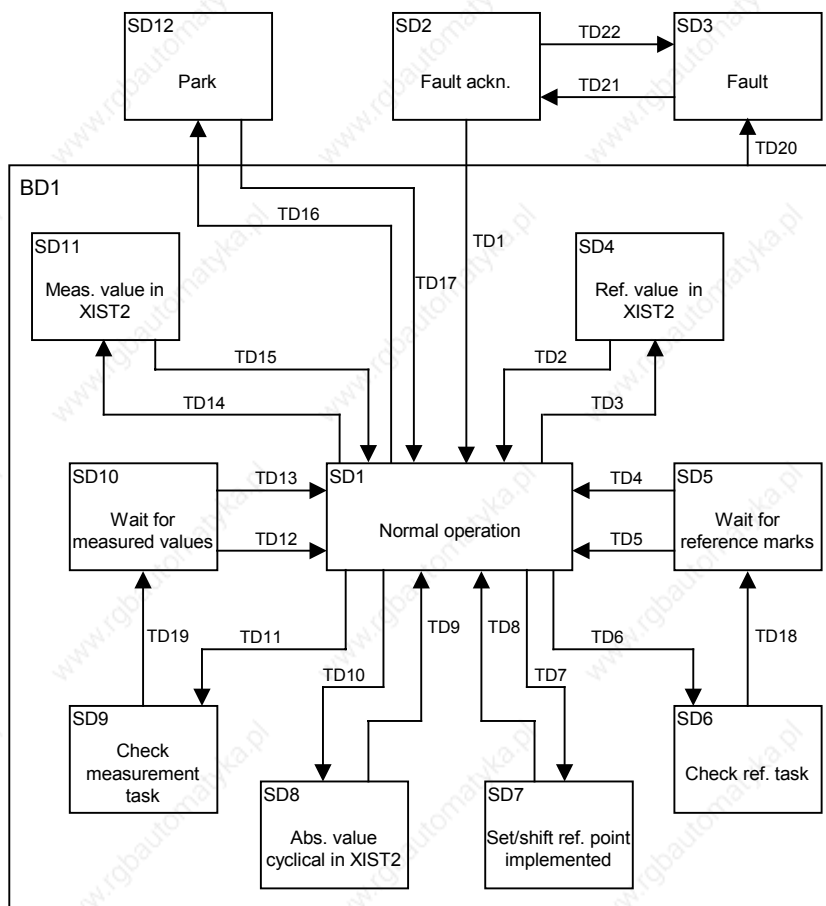 SD12
Park
SD2
Fault ackn.
TD22
TD21
SD3
Fault
TD20
BD1
TD16
TD17
TD1
SD11
Meas. value in
XIST2
TD15
TD14
SD4
Ref. value in
XIST2
TD2
TD3
SD10
Wait for
measured values
TD13
TD12
SD1
Normal operation
TD4
TD5
SD5
Wait for
reference marks
TD19
TD11
TD10
TD9
TD8
TD7
TD6
TD18
SD9
Check
measurement
task
SD8
Abs. value
cyclical in XIST2
SD7
Set/shift ref. point
implemented
SD6
Check ref. task
www.rgbautomatyka.pl